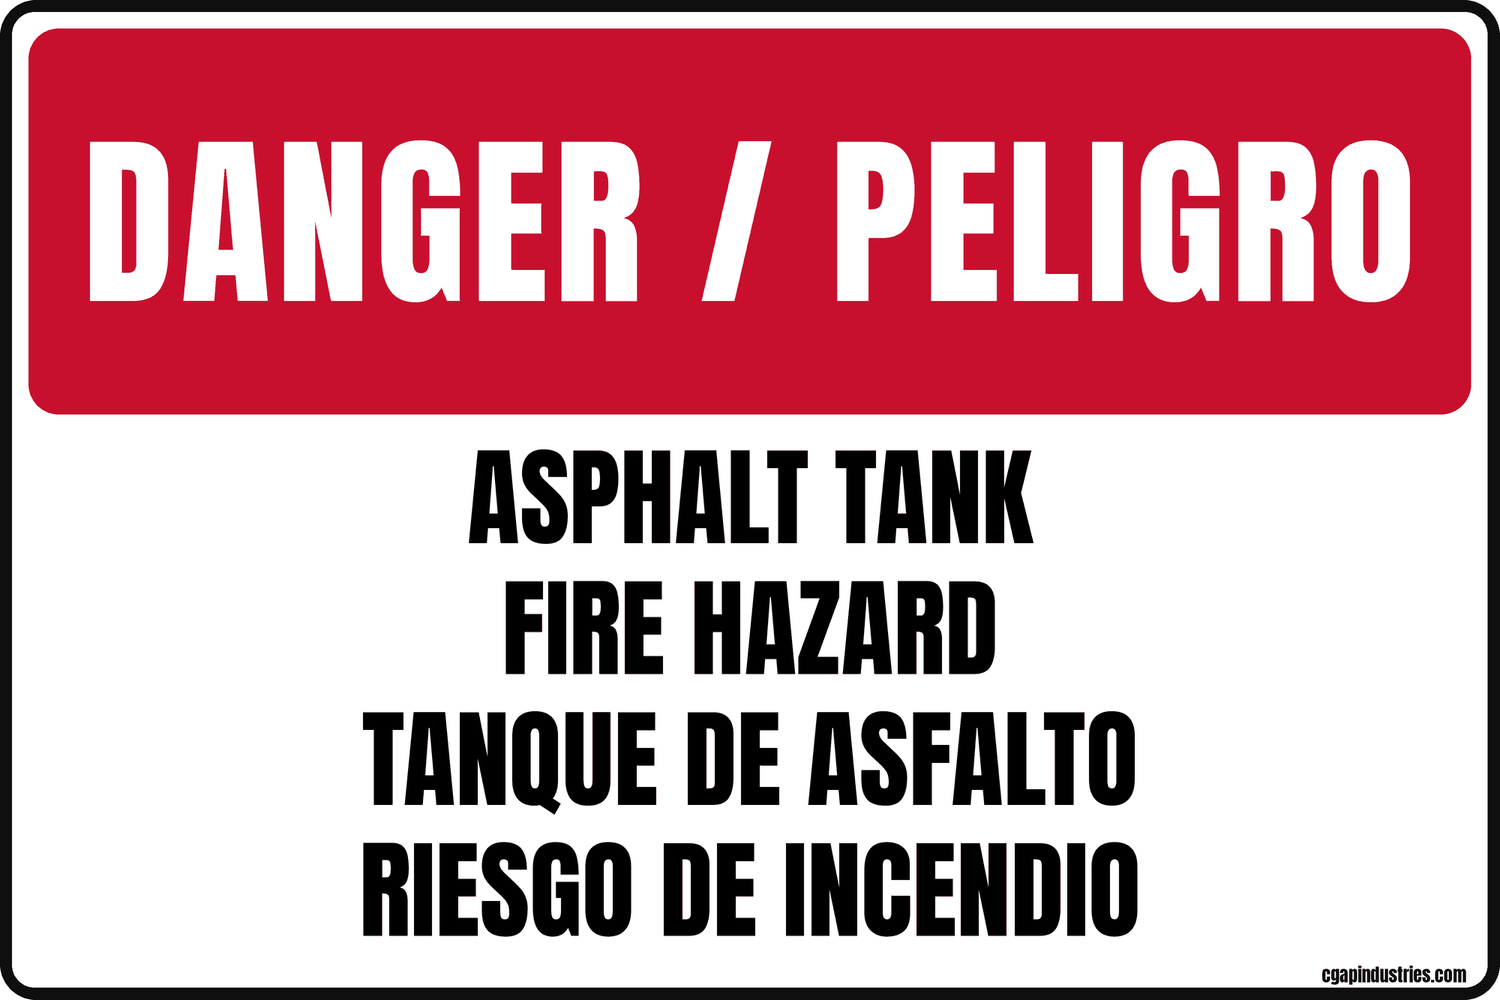 DANGER / PELIGRO
ASPHALT TANK
FIRE HAZARD
TANQUE DE ASFALTO
RIESGO DE INCENDIO
cgapindustries.com